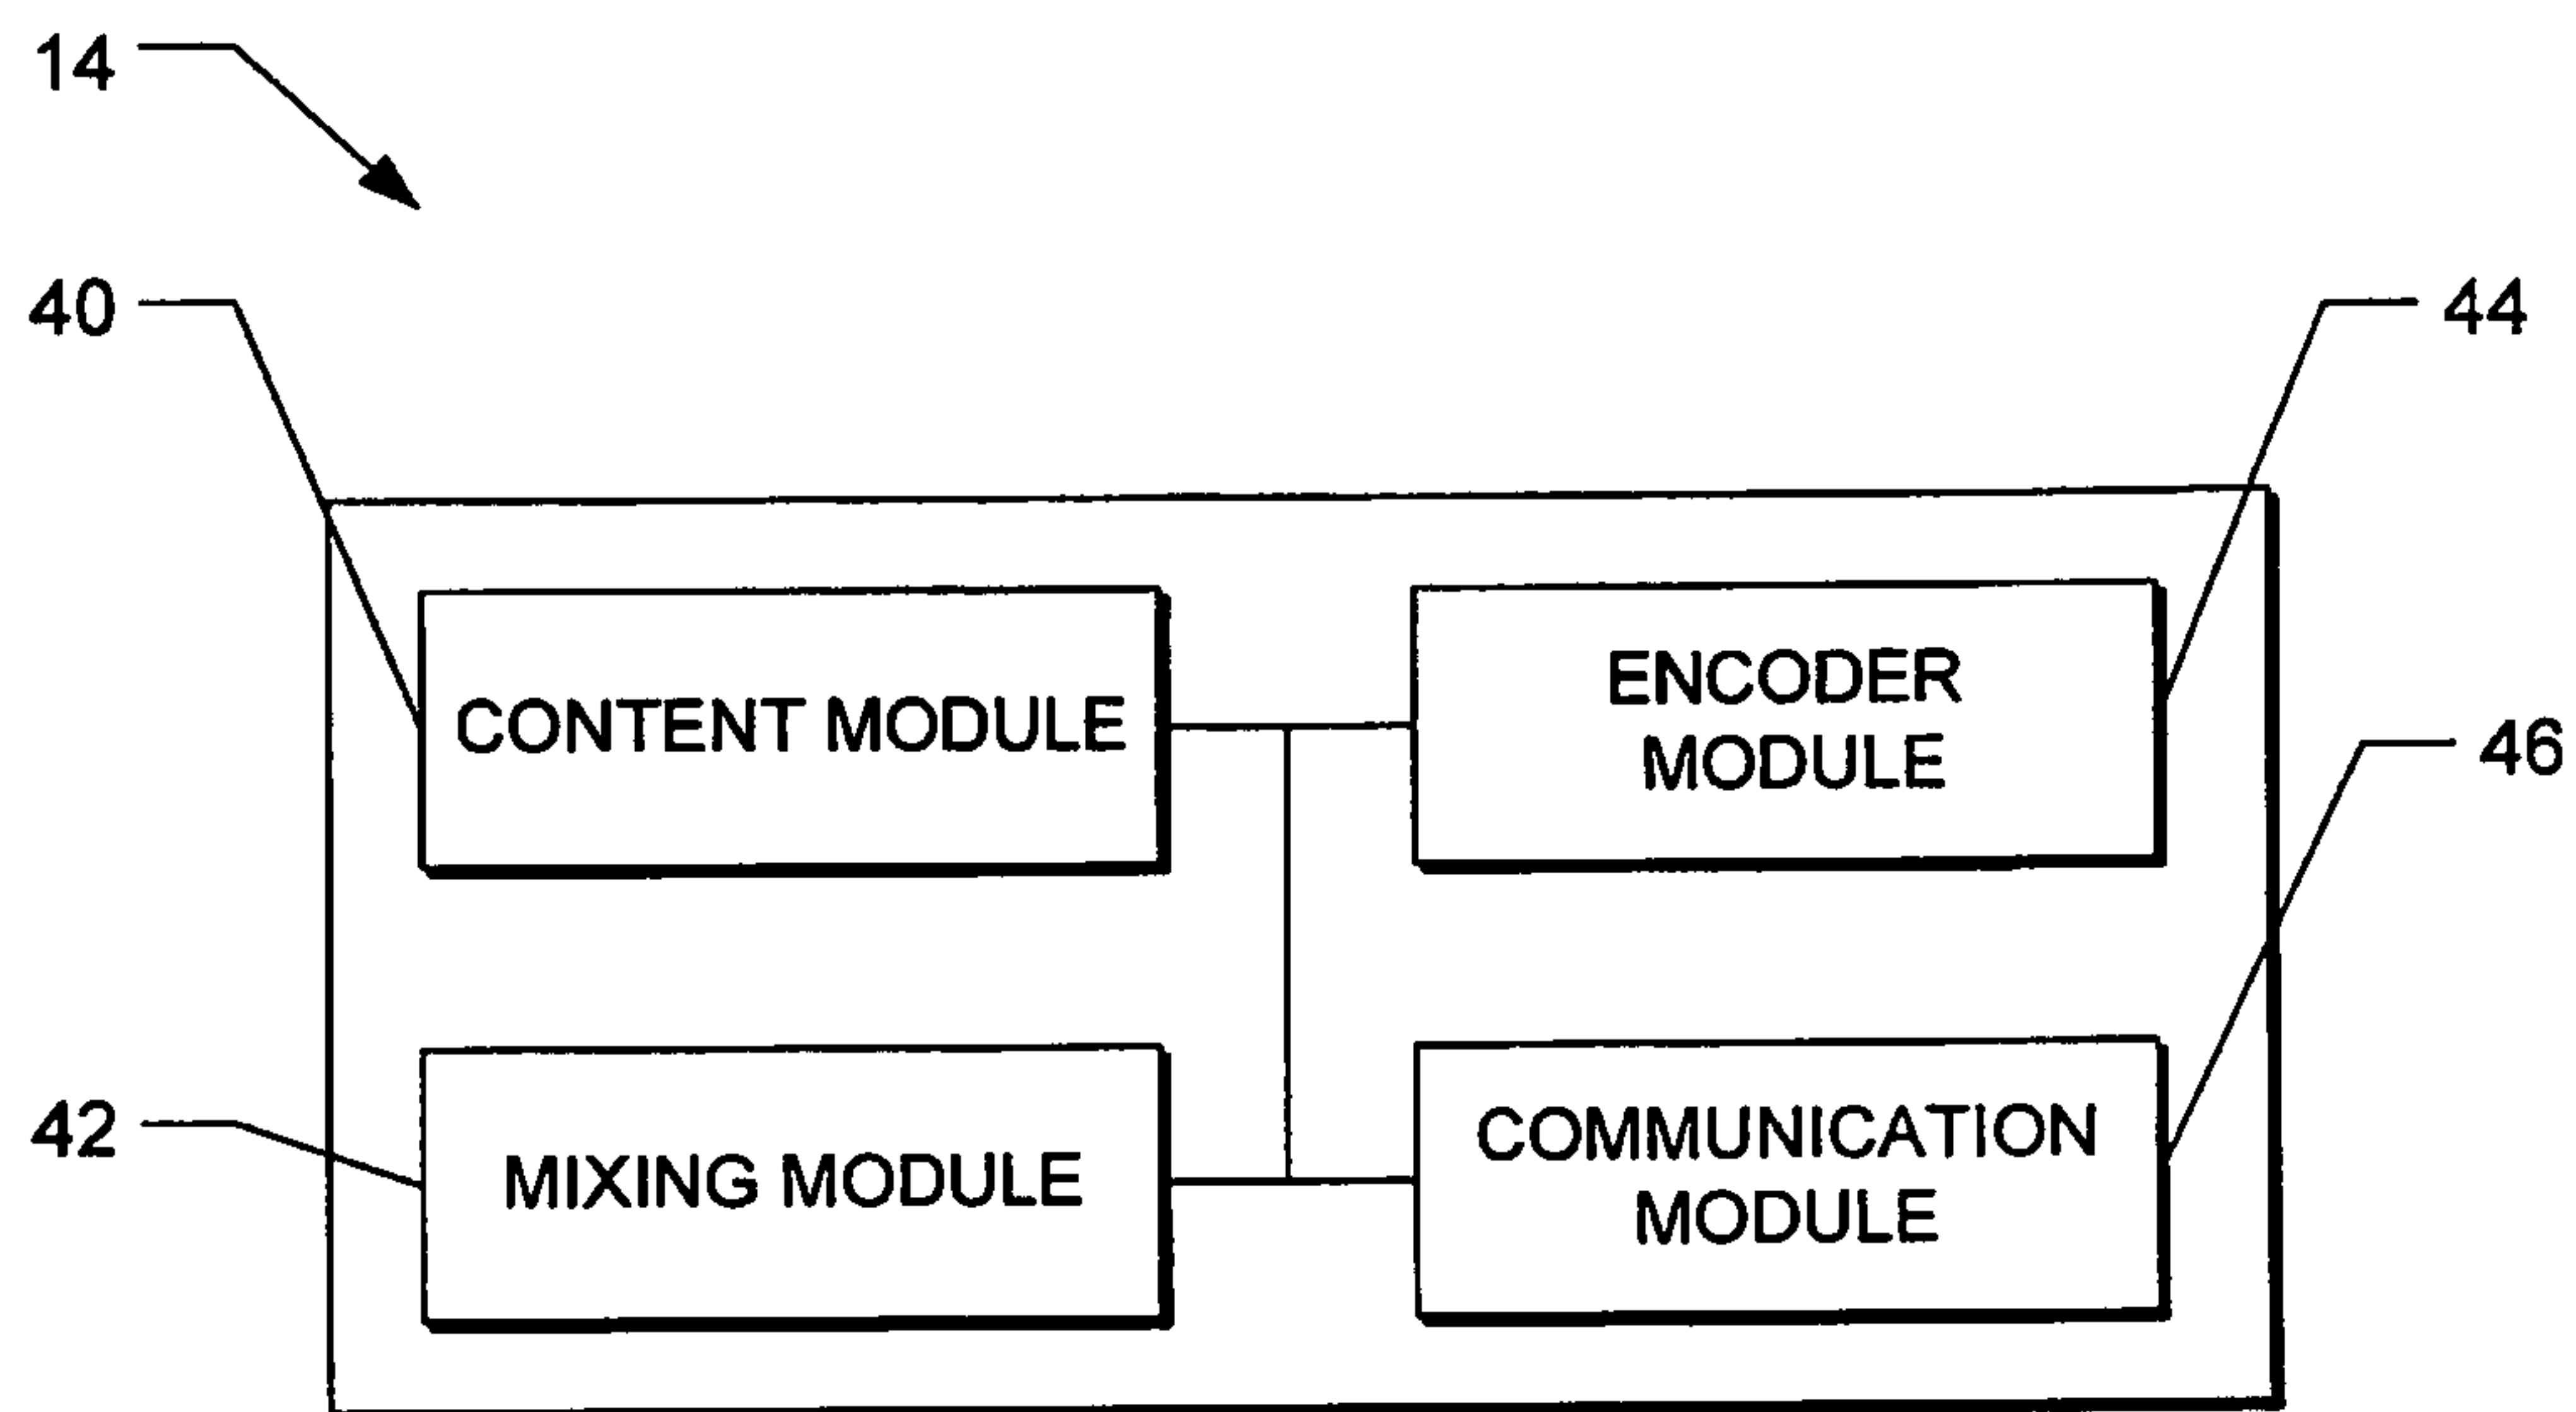 14
40
44
CONTENT MODULE
ENCODER
MODULE
46
42
MIXING MODULE
COMMUNICATION
MODULE